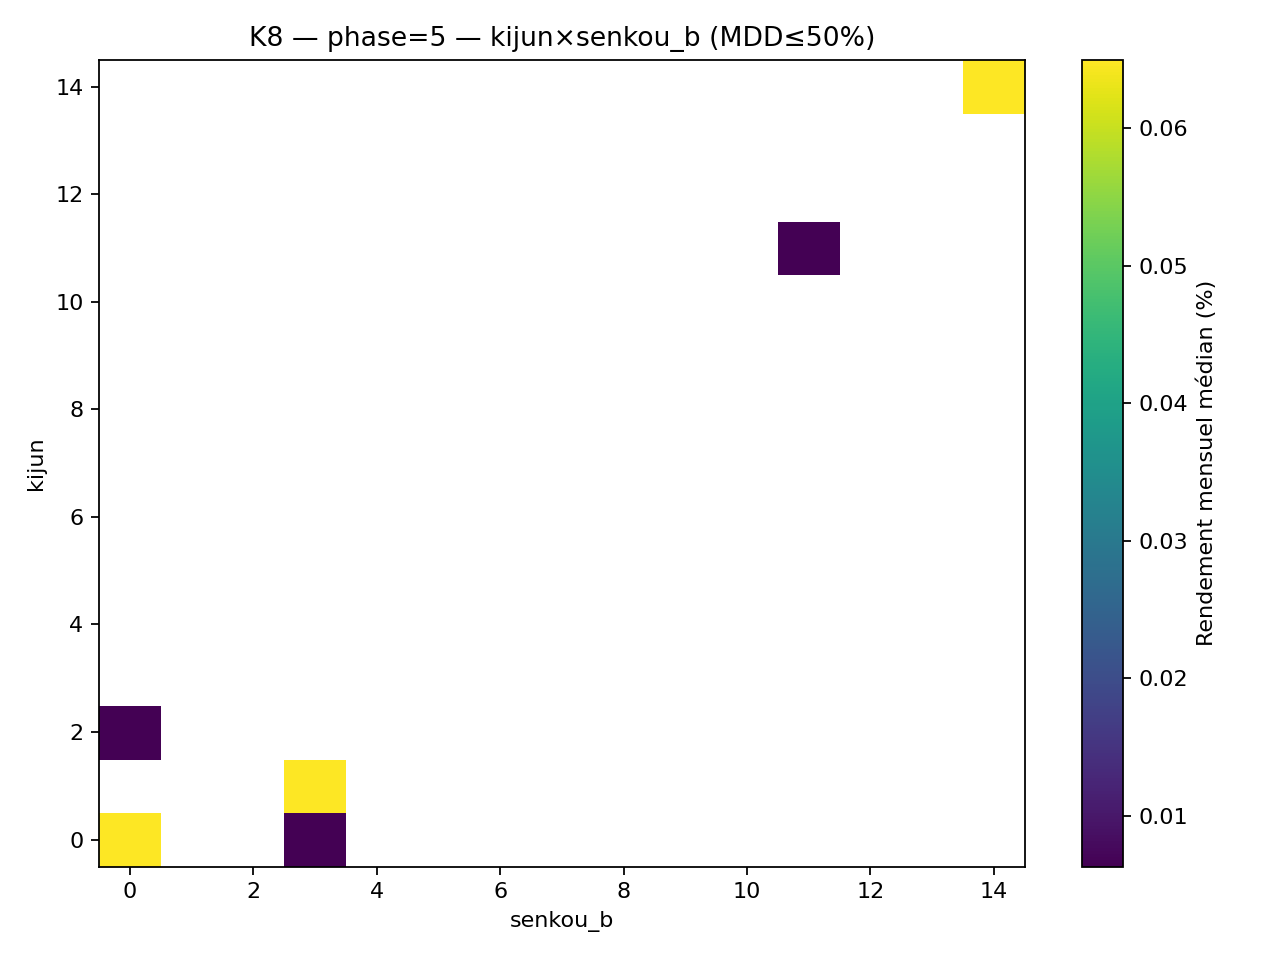 K8 — phase=5 — kijun×senkou_b (MDD≤50%)
14
12
10
8
6
4
2
0
kijun
0 2 4 6 8 10 12 14
senkou_b
0.06
0.05
0.04
0.03
0.02
0.01
Rendement mensuel médian (%)